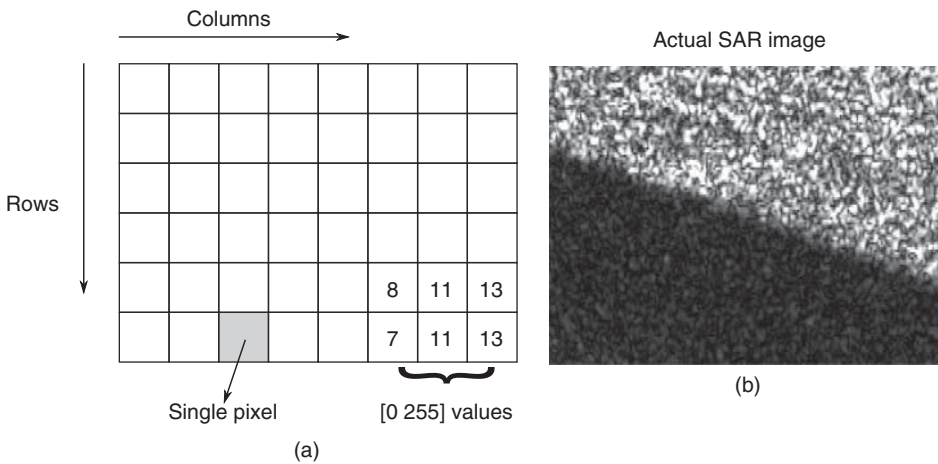 Columns
Actual SAR image
Rows
8 11 13
7 11 13
Single pixel
[0 255] values
(a)
(b)